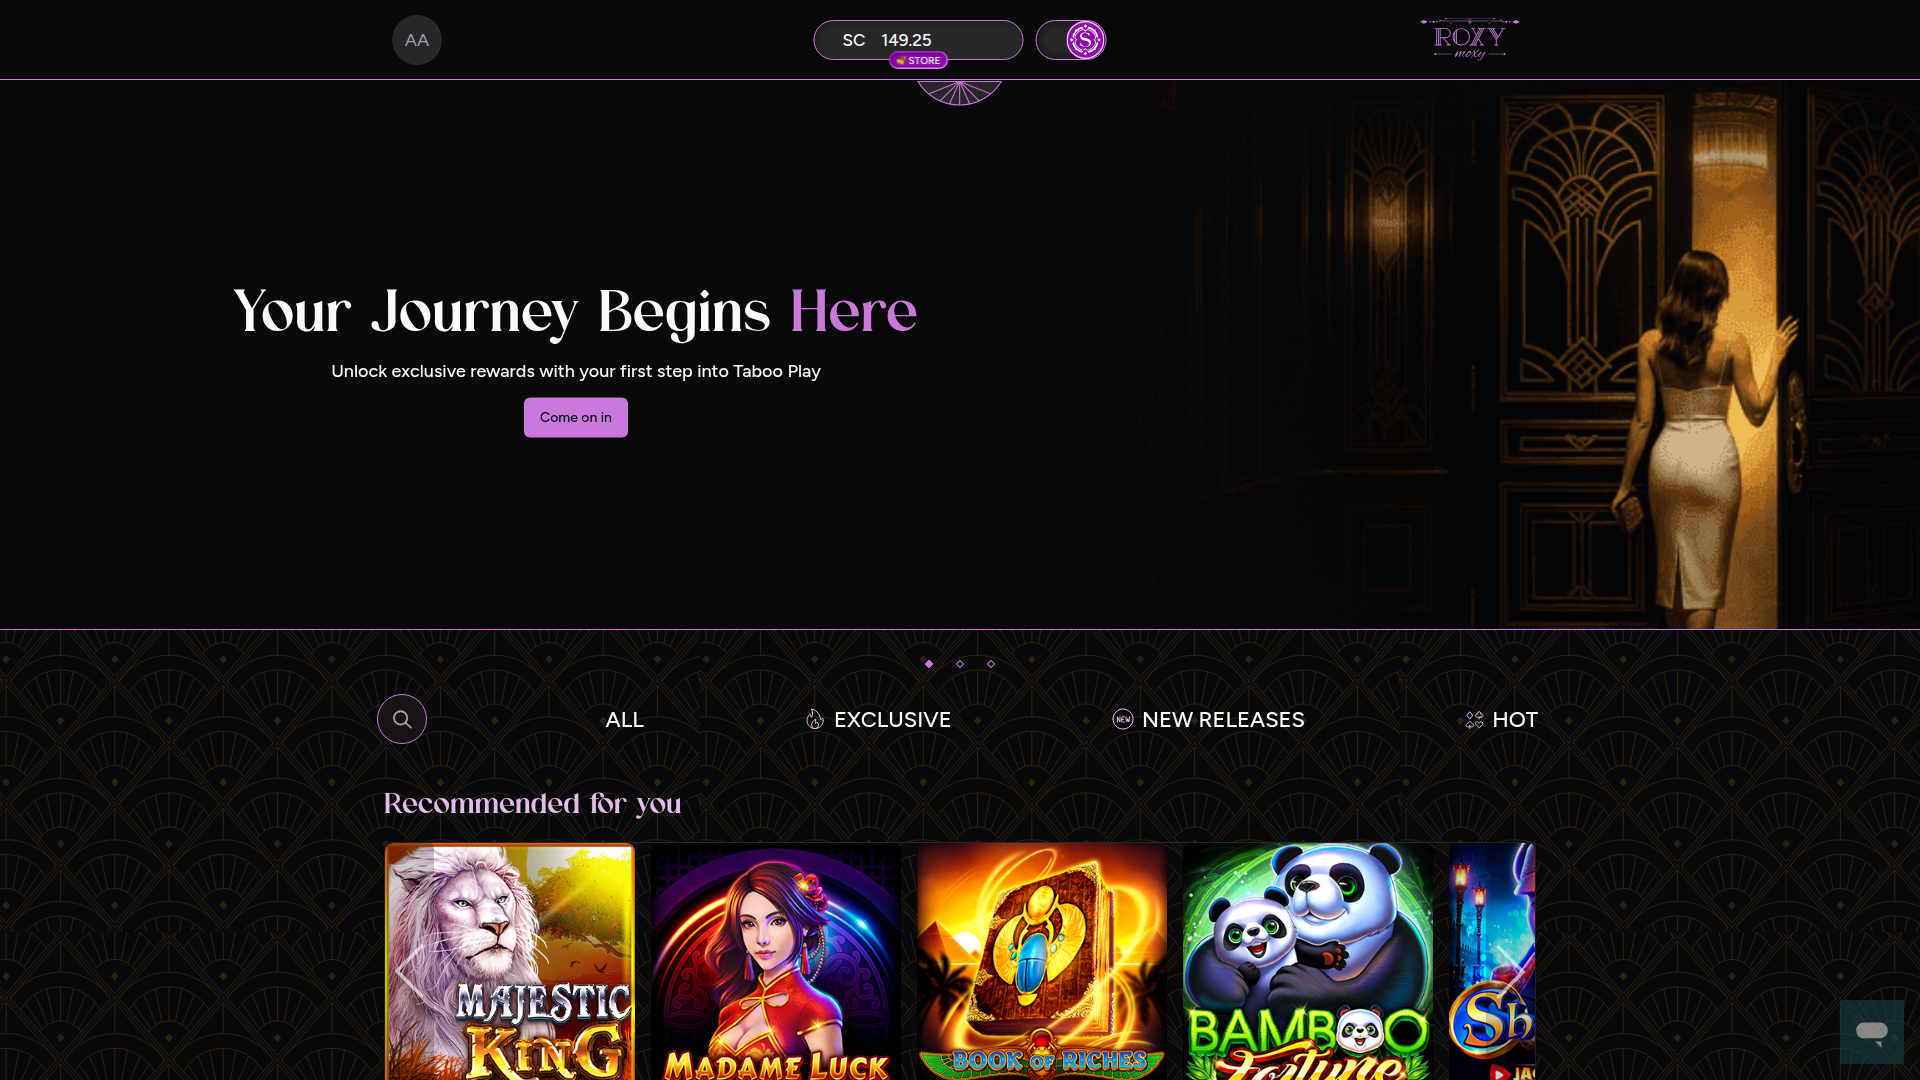 AA
SC 149.25
STORE
S
ROXY
moxy
Your Journey Begins Here
Unlock exclusive rewards with your first step into Taboo Play
Come on in
ALL
EXCLUSIVE
NEW
NEW RELEASES
HOT
Recommended for you
MAJESTIC
KING
MADAME LUCK
BOOK OF RICHES
BAMBOO
Fortune
Sh